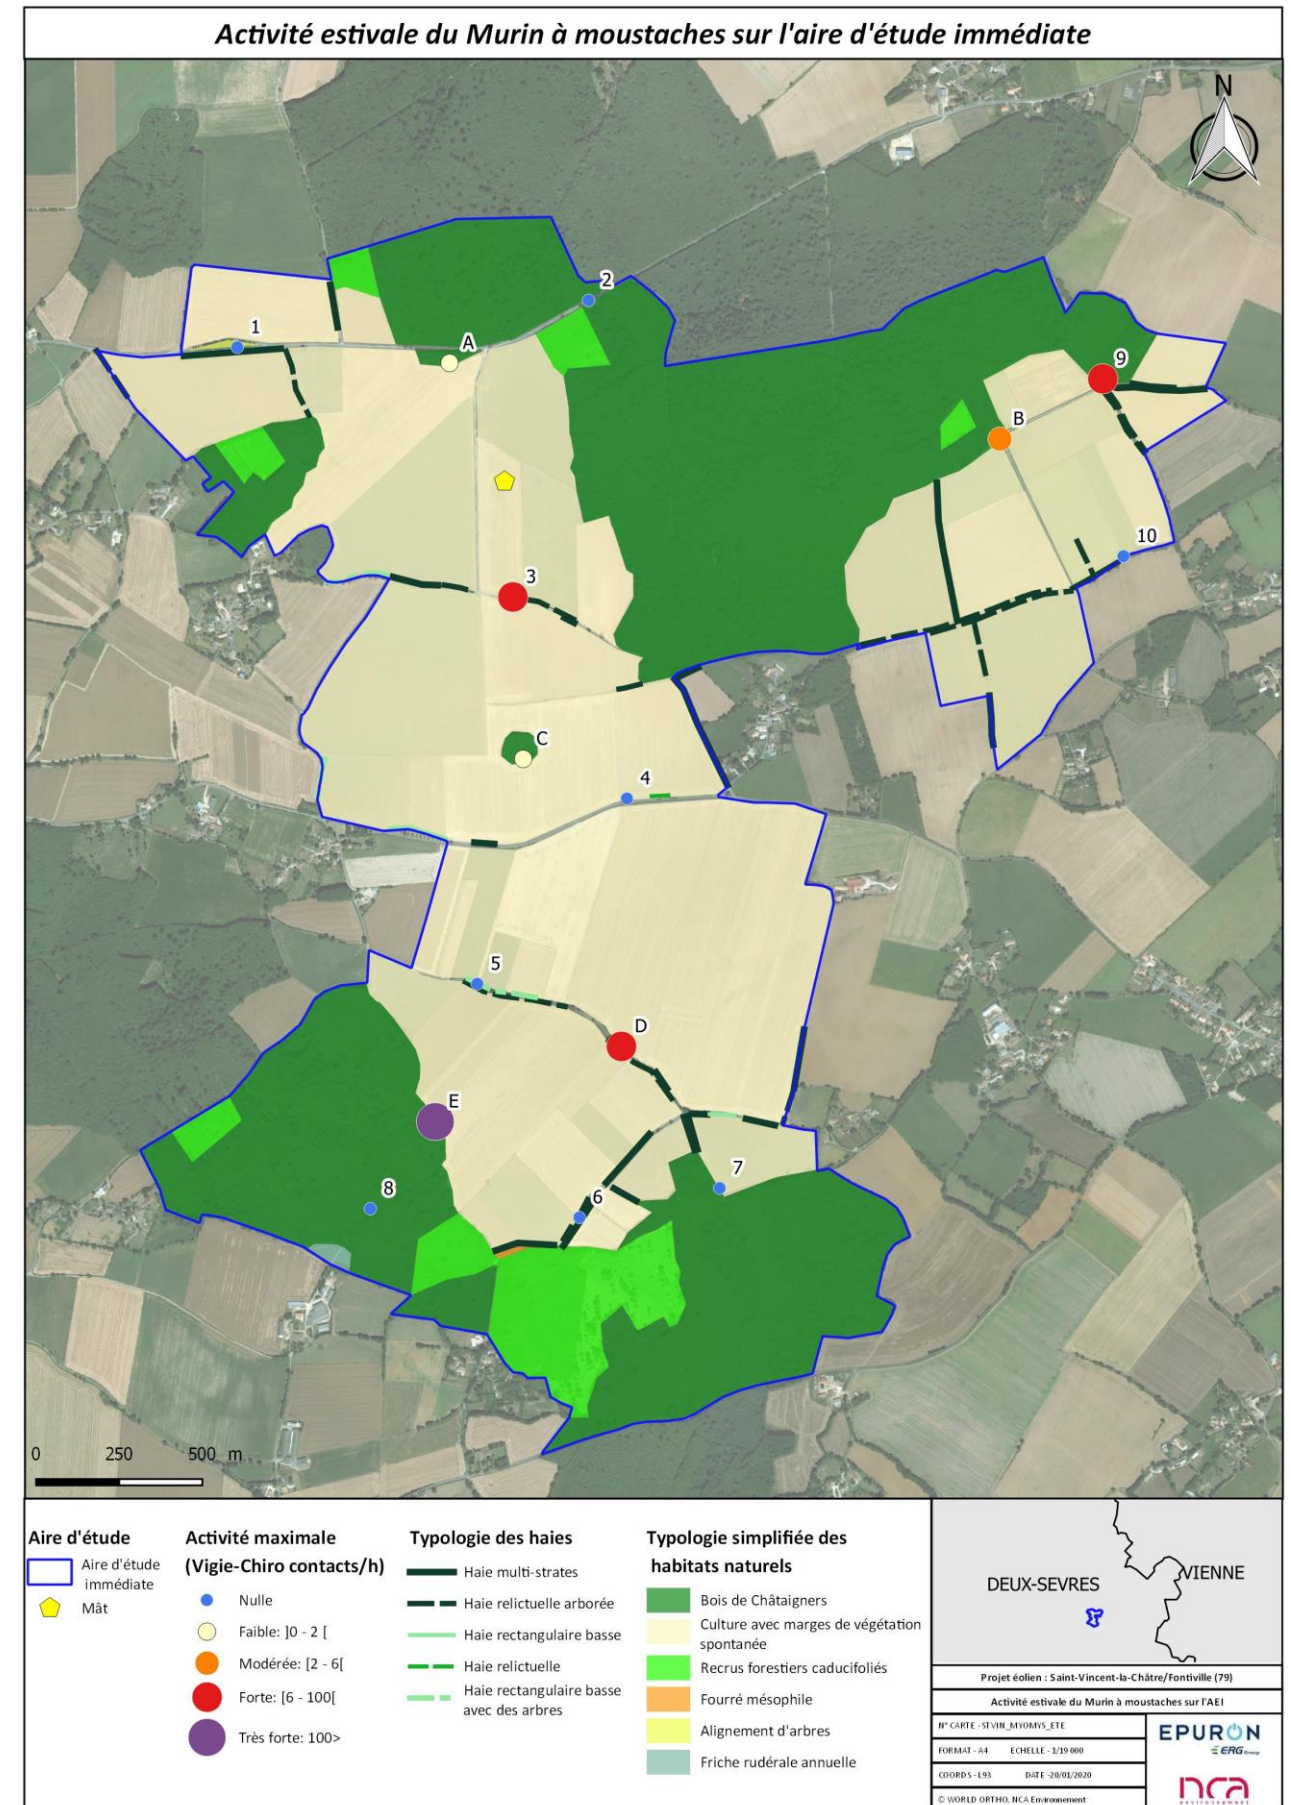 Activité estivale du Murin à moustaches sur l'aire d'étude immédiate
N
2
1
A
9
B
10
3
C
4
5
D
E
7
8
6
0 250 500 m
Aire d'étude
Aire d'étude
immédiate
Mât
Activité maximale
(Vigie-Chiro contacts/h)
Nulle
Faible: ]0 - 2 [
Modérée: [2 - 6[
Forte: [6 - 100[
Très forte: 100>
Typologie des haies
Haie multi-strates
Haie relictuelle arborée
Haie rectangulaire basse
Haie relictuelle
Haie rectangulaire basse
avec des arbres
Typologie simplifiée des
habitats naturels
Bois de Châtaigners
Culture avec marges de végétation
spontanée
Recrus forestiers caducifoliés
Fourré mésophile
Alignement d'arbres
Friche rudérale annuelle
DEUX-SEVRES
VIENNE
Projet éolien : Saint-Vincent-la-Châtre/Fontiville (79)
Activité estivale du Murin à moustaches sur l'AEI
N° CARTE - STVIN_MYOMYS_ETE
FORMAT - A4 ECHELLE - 1/19 000
COORDS - L93 DATE -20/01/2020
© WORLD ORTHO, NCA Environnement
EPURON
ERG Group
nca
environnement